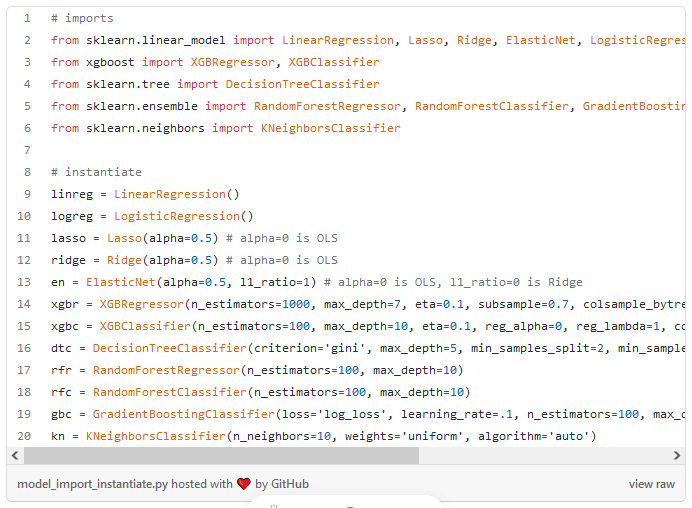 1 # imports
2 from sklearn.linear_model import LinearRegression, Lasso, Ridge, ElasticNet, LogisticRegres
3 from xgboost import XGBRegressor, XGBClassifier
4 from sklearn.tree import DecisionTreeClassifier
5 from sklearn.ensemble import RandomForestRegressor, RandomForestClassifier, GradientBoosting
6 from sklearn.neighbors import KNeighborsClassifier
7
8 # instantiate
9 linreg = LinearRegression()
10 logreg = LogisticRegression()
11 lasso = Lasso(alpha=0.5) # alpha=0 is OLS
12 ridge = Ridge(alpha=0.5) # alpha=0 is OLS
13 en = ElasticNet(alpha=0.5, l1_ratio=1) # alpha=0 is OLS, l1_ratio=0 is Ridge
14 xgbr = XGBRegressor(n_estimators=1000, max_depth=7, eta=0.1, subsample=0.7, colsample_bytre
15 xgbc = XGBClassifier(n_estimators=100, max_depth=10, eta=0.1, reg_alpha=0, reg_lambda=1, co
16 dtc = DecisionTreeClassifier(criterion='gini', max_depth=5, min_samples_split=2, min_sample
17 rfr = RandomForestRegressor(n_estimators=100, max_depth=10)
18 rfc = RandomForestClassifier(n_estimators=100, max_depth=10)
19 gbc = GradientBoostingClassifier(loss='log_loss', learning_rate=.1, n_estimators=100, max_d
20 kn = KNeighborsClassifier(n_neighbors=10, weights='uniform', algorithm='auto')
model_import_instantiate.py hosted with ❤ by GitHub view raw